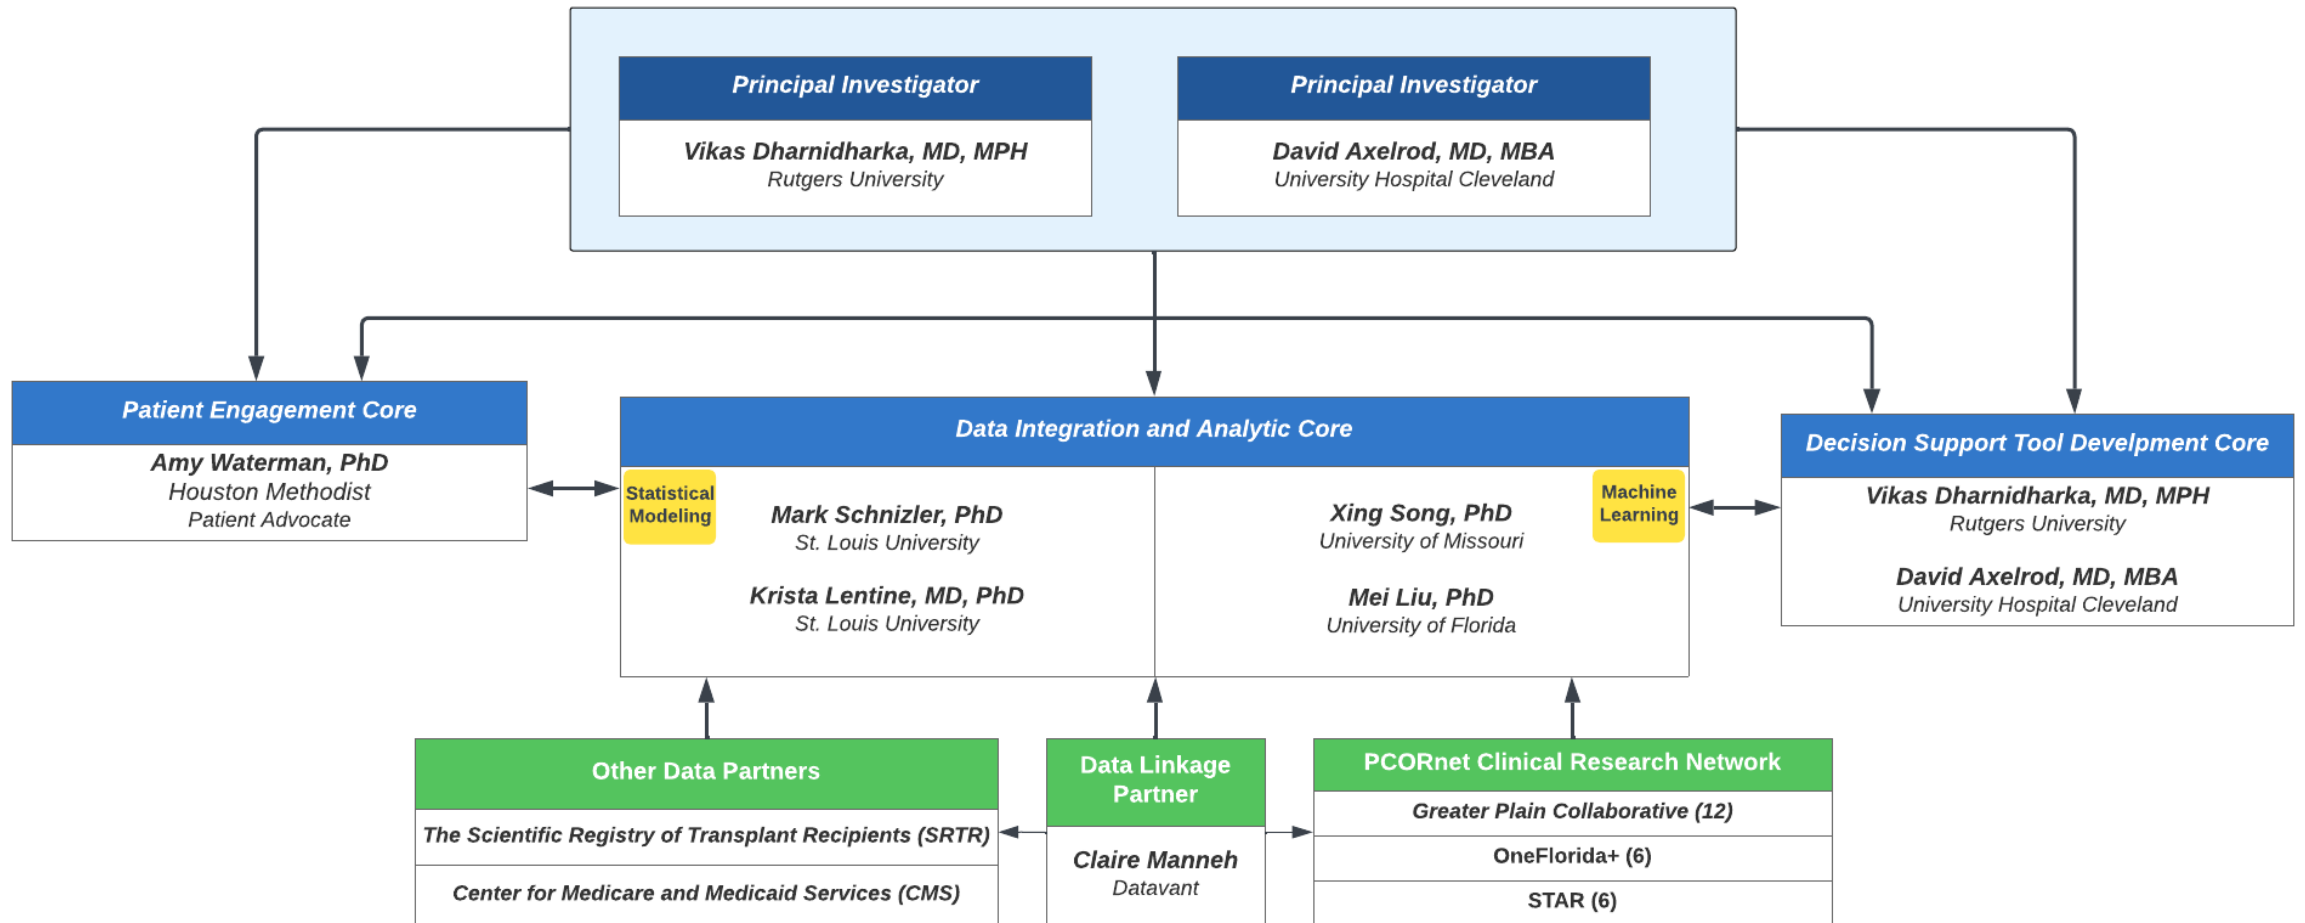 Principal Investigator
Vikas Dharnidharka, MD, MPH
Rutgers University
Principal Investigator
David Axelrod, MD, MBA
University Hospital Cleveland
Patient Engagement Core
Amy Waterman, PhD
Houston Methodist
Patient Advocate
Data Integration and Analytic Core
Statistical
Modeling
Mark Schnizler, PhD
St. Louis University
Krista Lentine, MD, PhD
St. Louis University
Xing Song, PhD
University of Missouri
Mei Liu, PhD
University of Florida
Machine
Learning
Decision Support Tool Develpment Core
Vikas Dharnidharka, MD, MPH
Rutgers University
David Axelrod, MD, MBA
University Hospital Cleveland
Other Data Partners
The Scientific Registry of Transplant Recipients (SRTR)
Center for Medicare and Medicaid Services (CMS)
Data Linkage
Partner
Claire Manneh
Datavant
PCORnet Clinical Research Network
Greater Plain Collaborative (12)
OneFlorida+ (6)
STAR (6)